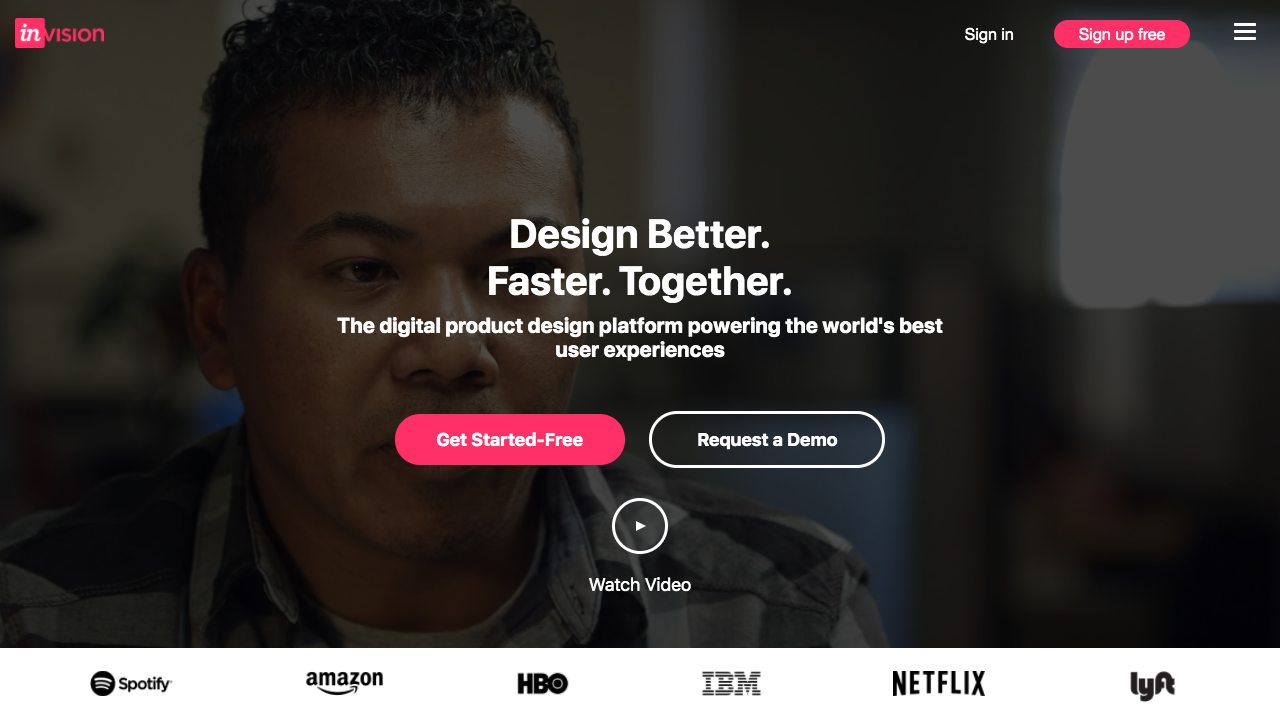 invision
Sign in
Sign up free
Design Better.
Faster. Together.
The digital product design platform powering the world's best
user experiences
Get Started-Free
Request a Demo
Watch Video
Spotify
amazon
HBO
IBM
NETFLIX
lyft